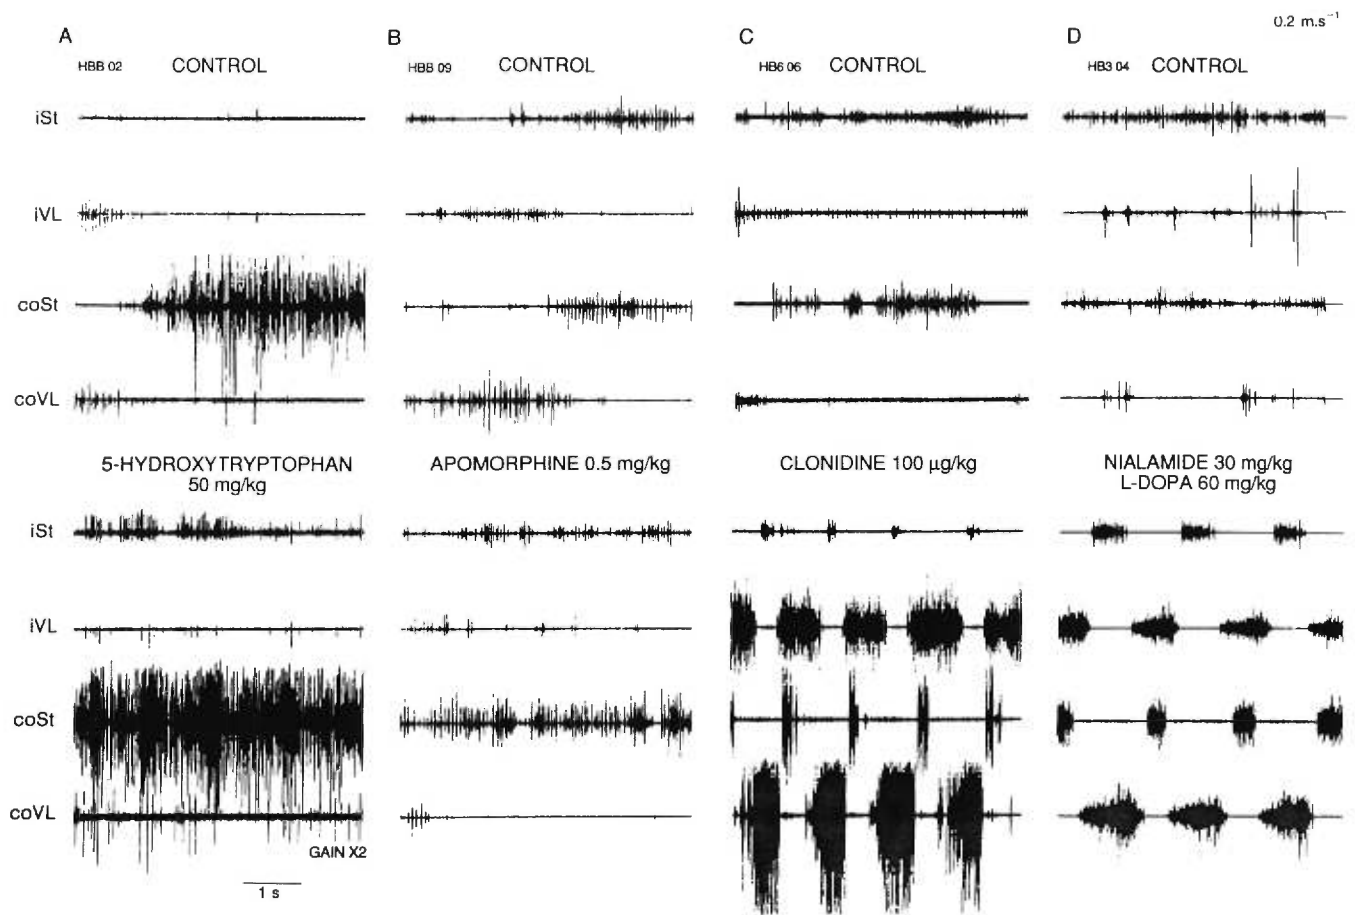 0.2 m.s⁻¹
A B C D
HBB 02 CONTROL HBB 09 CONTROL HB6 06 CONTROL HB3 04 CONTROL
iSt
iVL
coSt
coVL
5-HYDROXYTRYPTOPHAN APOMORPHINE 0.5 mg/kg CLONIDINE 100 µg/kg NIALAMIDE 30 mg/kg
50 mg/kg L-DOPA 60 mg/kg
iSt
iVL
coSt
coVL
GAIN X2
1 s